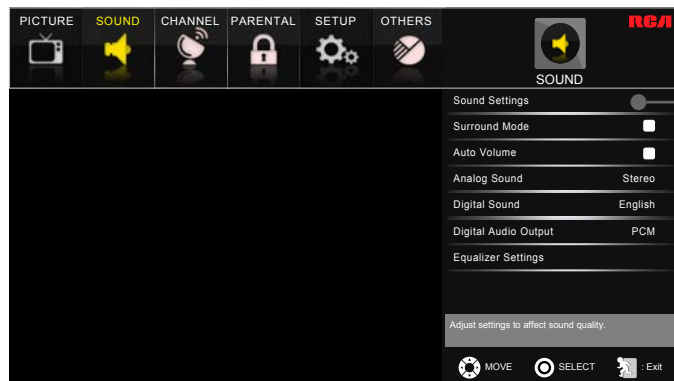 PICTURE SOUND CHANNEL PARENTAL SETUP OTHERS
RCA
SOUND
Sound Settings
Surround Mode
Auto Volume
Analog Sound Stereo
Digital Sound English
Digital Audio Output PCM
Equalizer Settings
Adjust settings to affect sound quality.
MOVE SELECT : Exit